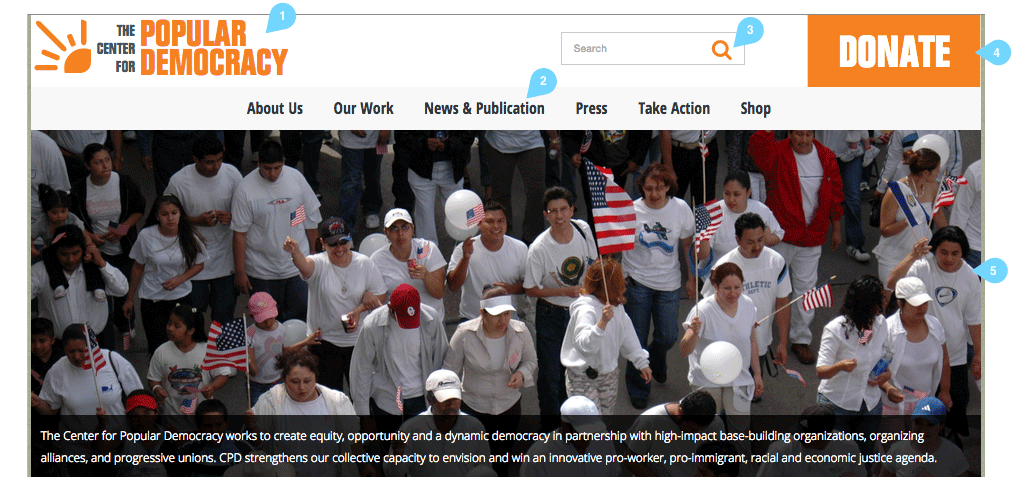 THE CENTER FOR POPULAR DEMOCRACY
1
Search
3
DONATE
4
2
About Us Our Work News & Publication Press Take Action Shop
ATHLETIC
5
The Center for Popular Democracy works to create equity, opportunity and a dynamic democracy in partnership with high-impact base-building organizations, organizing
alliances, and progressive unions. CPD strengthens our collective capacity to envision and win an innovative pro-worker, pro-immigrant, racial and economic justice agenda.